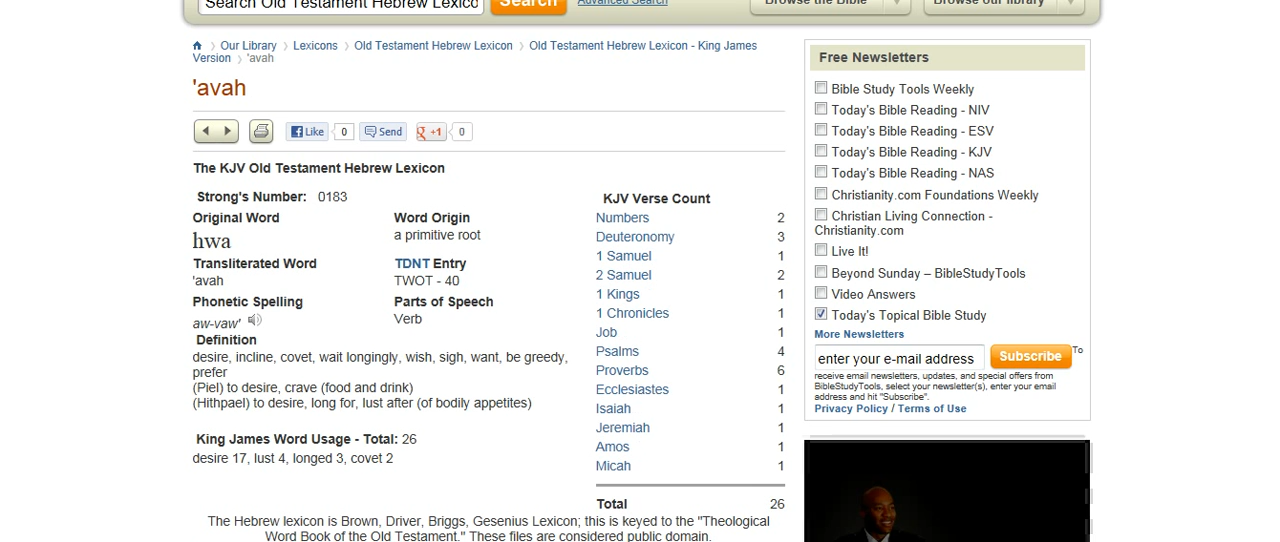 Search Old Testament Hebrew Lexico
Search
Advanced Search
Browse the Bible
Browse our library
Our Library
Lexicons
Old Testament Hebrew Lexicon
Old Testament Hebrew Lexicon - King James
Version
'avah
'avah
Like
0
Send
+1
0
The KJV Old Testament Hebrew Lexicon
Strong's Number: 0183
Original Word
Word Origin
hwa
a primitive root
Transliterated Word
TDNT Entry
'avah
TWOT - 40
Phonetic Spelling
Parts of Speech
aw-vaw'
Verb
Definition
desire, incline, covet, wait longingly, wish, sigh, want, be greedy,
prefer
(Piel) to desire, crave (food and drink)
(Hithpael) to desire, long for, lust after (of bodily appetites)
King James Word Usage - Total: 26
desire 17, lust 4, longed 3, covet 2
KJV Verse Count
Numbers 2
Deuteronomy 3
1 Samuel 1
2 Samuel 2
1 Kings 1
1 Chronicles 1
Job 1
Psalms 4
Proverbs 6
Ecclesiastes 1
Isaiah 1
Jeremiah 1
Amos 1
Micah 1
Total 26
The Hebrew lexicon is Brown, Driver, Briggs, Gesenius Lexicon; this is keyed to the "Theological
Word Book of the Old Testament." These files are considered public domain.
Free Newsletters
Bible Study Tools Weekly
Today's Bible Reading - NIV
Today's Bible Reading - ESV
Today's Bible Reading - KJV
Today's Bible Reading - NAS
Christianity.com Foundations Weekly
Christian Living Connection -
Christianity.com
Live It!
Beyond Sunday – BibleStudyTools
Video Answers
Today's Topical Bible Study
More Newsletters
enter your e-mail address
Subscribe
To
receive email newsletters, updates, and special offers from
BibleStudyTools, select your newsletter(s), enter your email
address and hit "Subscribe".
Privacy Policy / Terms of Use